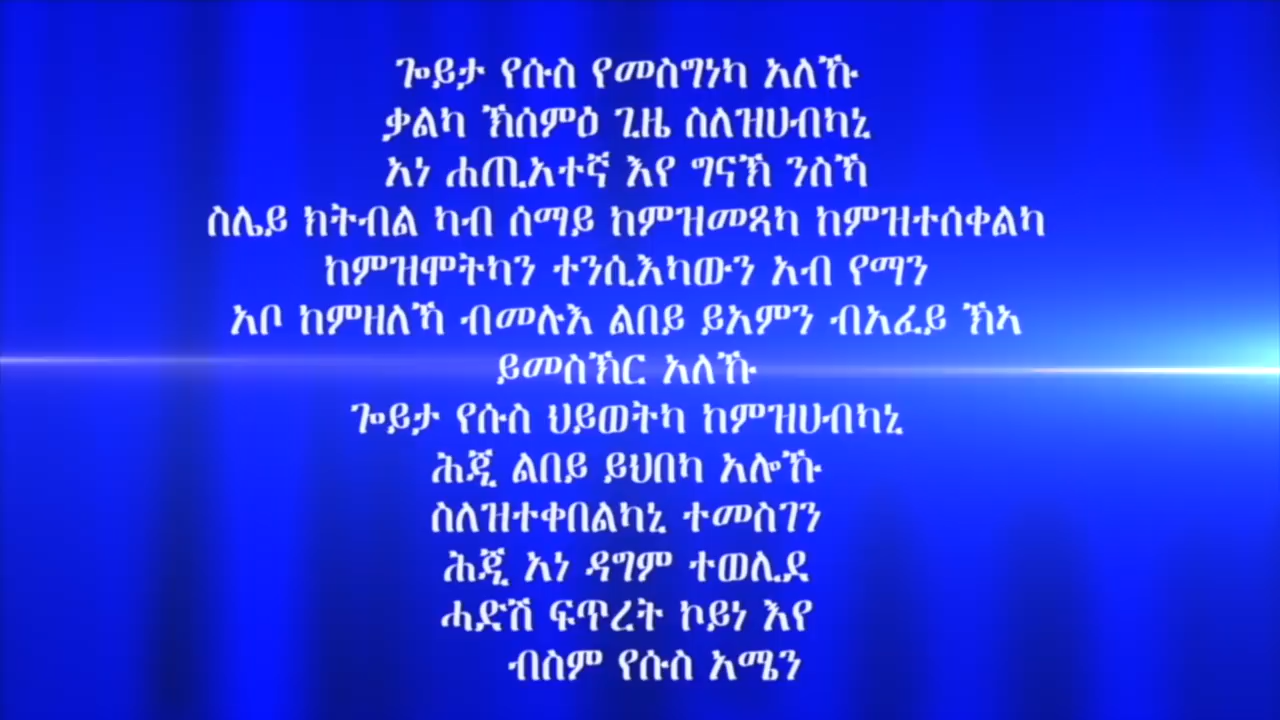 ጐይታ የሱስ የመስግነካ አለኹ
ቃልካ ኽሰምዕ ጊዜ ስለዝሀብካኒ
አነ ሐጢአተኛ እየ ግናኽ ንስኻ
ስሌይ ክትብል ካብ ሰማይ ከምዝመጻካ ከምዝተሰቀልካ
ከምዝሞትካን ተንሲእካውን አብ የማን
አቦ ከምዘለኻ ብመሉእ ልበይ ይአምን ብአፈይ ኽኣ
ይመስኽር አለኹ
ጐይታ የሱስ ህይወትካ ከምዝሀብካኒ
ሕጂ ልበይ ይህበካ አሎኹ
ስለዝተቀበልካኒ ተመስገን
ሕጂ አነ ዳግም ተወሊደ
ሓድሽ ፍጥረት ኮይነ እየ
ብስም የሱስ አሜን